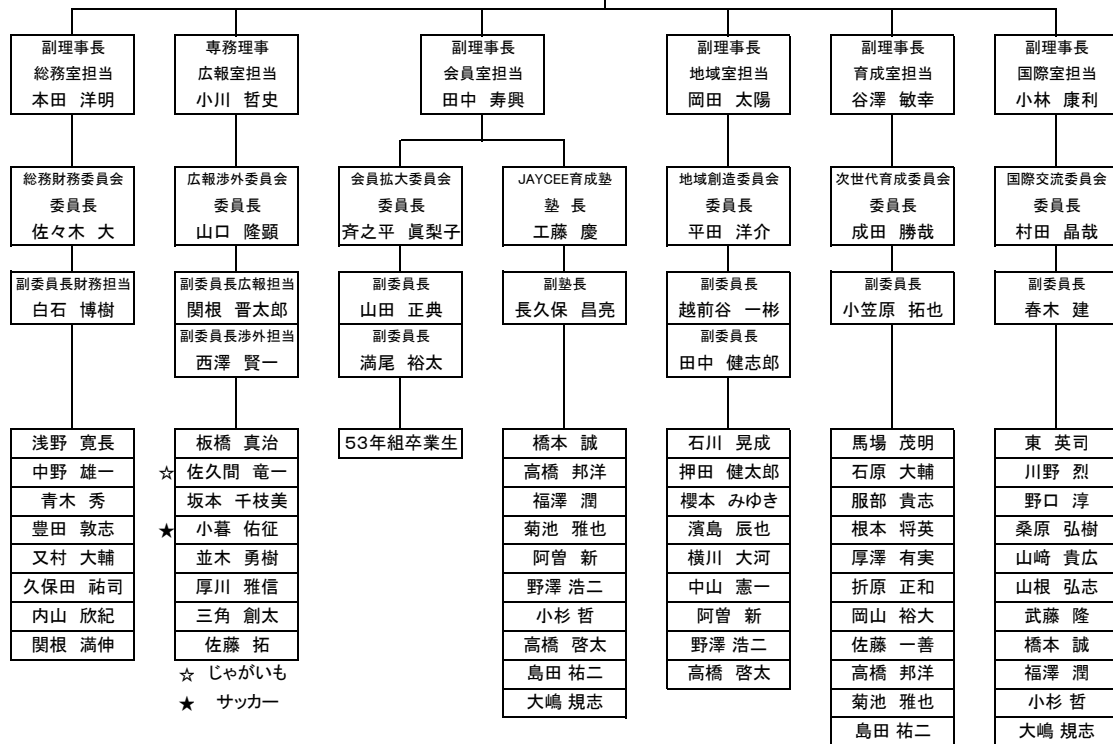 副理事長
総務室担当
本田 洋明
専務理事
広報室担当
小川 哲史
副理事長
会員室担当
田中 寿興
副理事長
地域室担当
岡田 太陽
副理事長
育成室担当
谷澤 敏幸
副理事長
国際室担当
小林 康利
総務財務委員会
委員長
佐々木 大
広報渉外委員会
委員長
山口 隆顕
会員拡大委員会
委員長
斉之平 眞梨子
JAYCEE育成塾
塾 長
工藤 慶
地域創造委員会
委員長
平田 洋介
次世代育成委員会
委員長
成田 勝哉
国際交流委員会
委員長
村田 晶哉
副委員長財務担当
白石 博樹
副委員長広報担当
関根 晋太郎
副委員長渉外担当
西澤 賢一
副委員長
山田 正典
副委員長
満尾 裕太
副塾長
長久保 昌亮
副委員長
越前谷 一彬
副委員長
田中 健志郎
副委員長
小笠原 拓也
副委員長
春木 建
浅野 寛長
中野 雄一
青木 秀
豊田 敦志
又村 大輔
久保田 祐司
内山 欣紀
関根 満伸
板橋 真治
☆ 佐久間 竜一
坂本 千枝美
★ 小暮 佑征
並木 勇樹
厚川 雅信
三角 創太
佐藤 拓
☆ じゃがいも
★ サッカー
53年組卒業生
橋本 誠
高橋 邦洋
福澤 潤
菊池 雅也
阿曽 新
野澤 浩二
小杉 哲
高橋 啓太
島田 祐二
大嶋 規志
石川 晃成
押田 健太郎
櫻本 みゆき
濱島 辰也
横川 大河
中山 憲一
阿曽 新
野澤 浩二
高橋 啓太
馬場 茂明
石原 大輔
服部 貴志
根本 将英
厚澤 有実
折原 正和
岡山 裕大
佐藤 一善
高橋 邦洋
菊池 雅也
島田 祐二
東 英司
川野 烈
野口 淳
桑原 弘樹
山﨑 貴広
山根 弘志
武藤 隆
橋本 誠
福澤 潤
小杉 哲
大嶋 規志